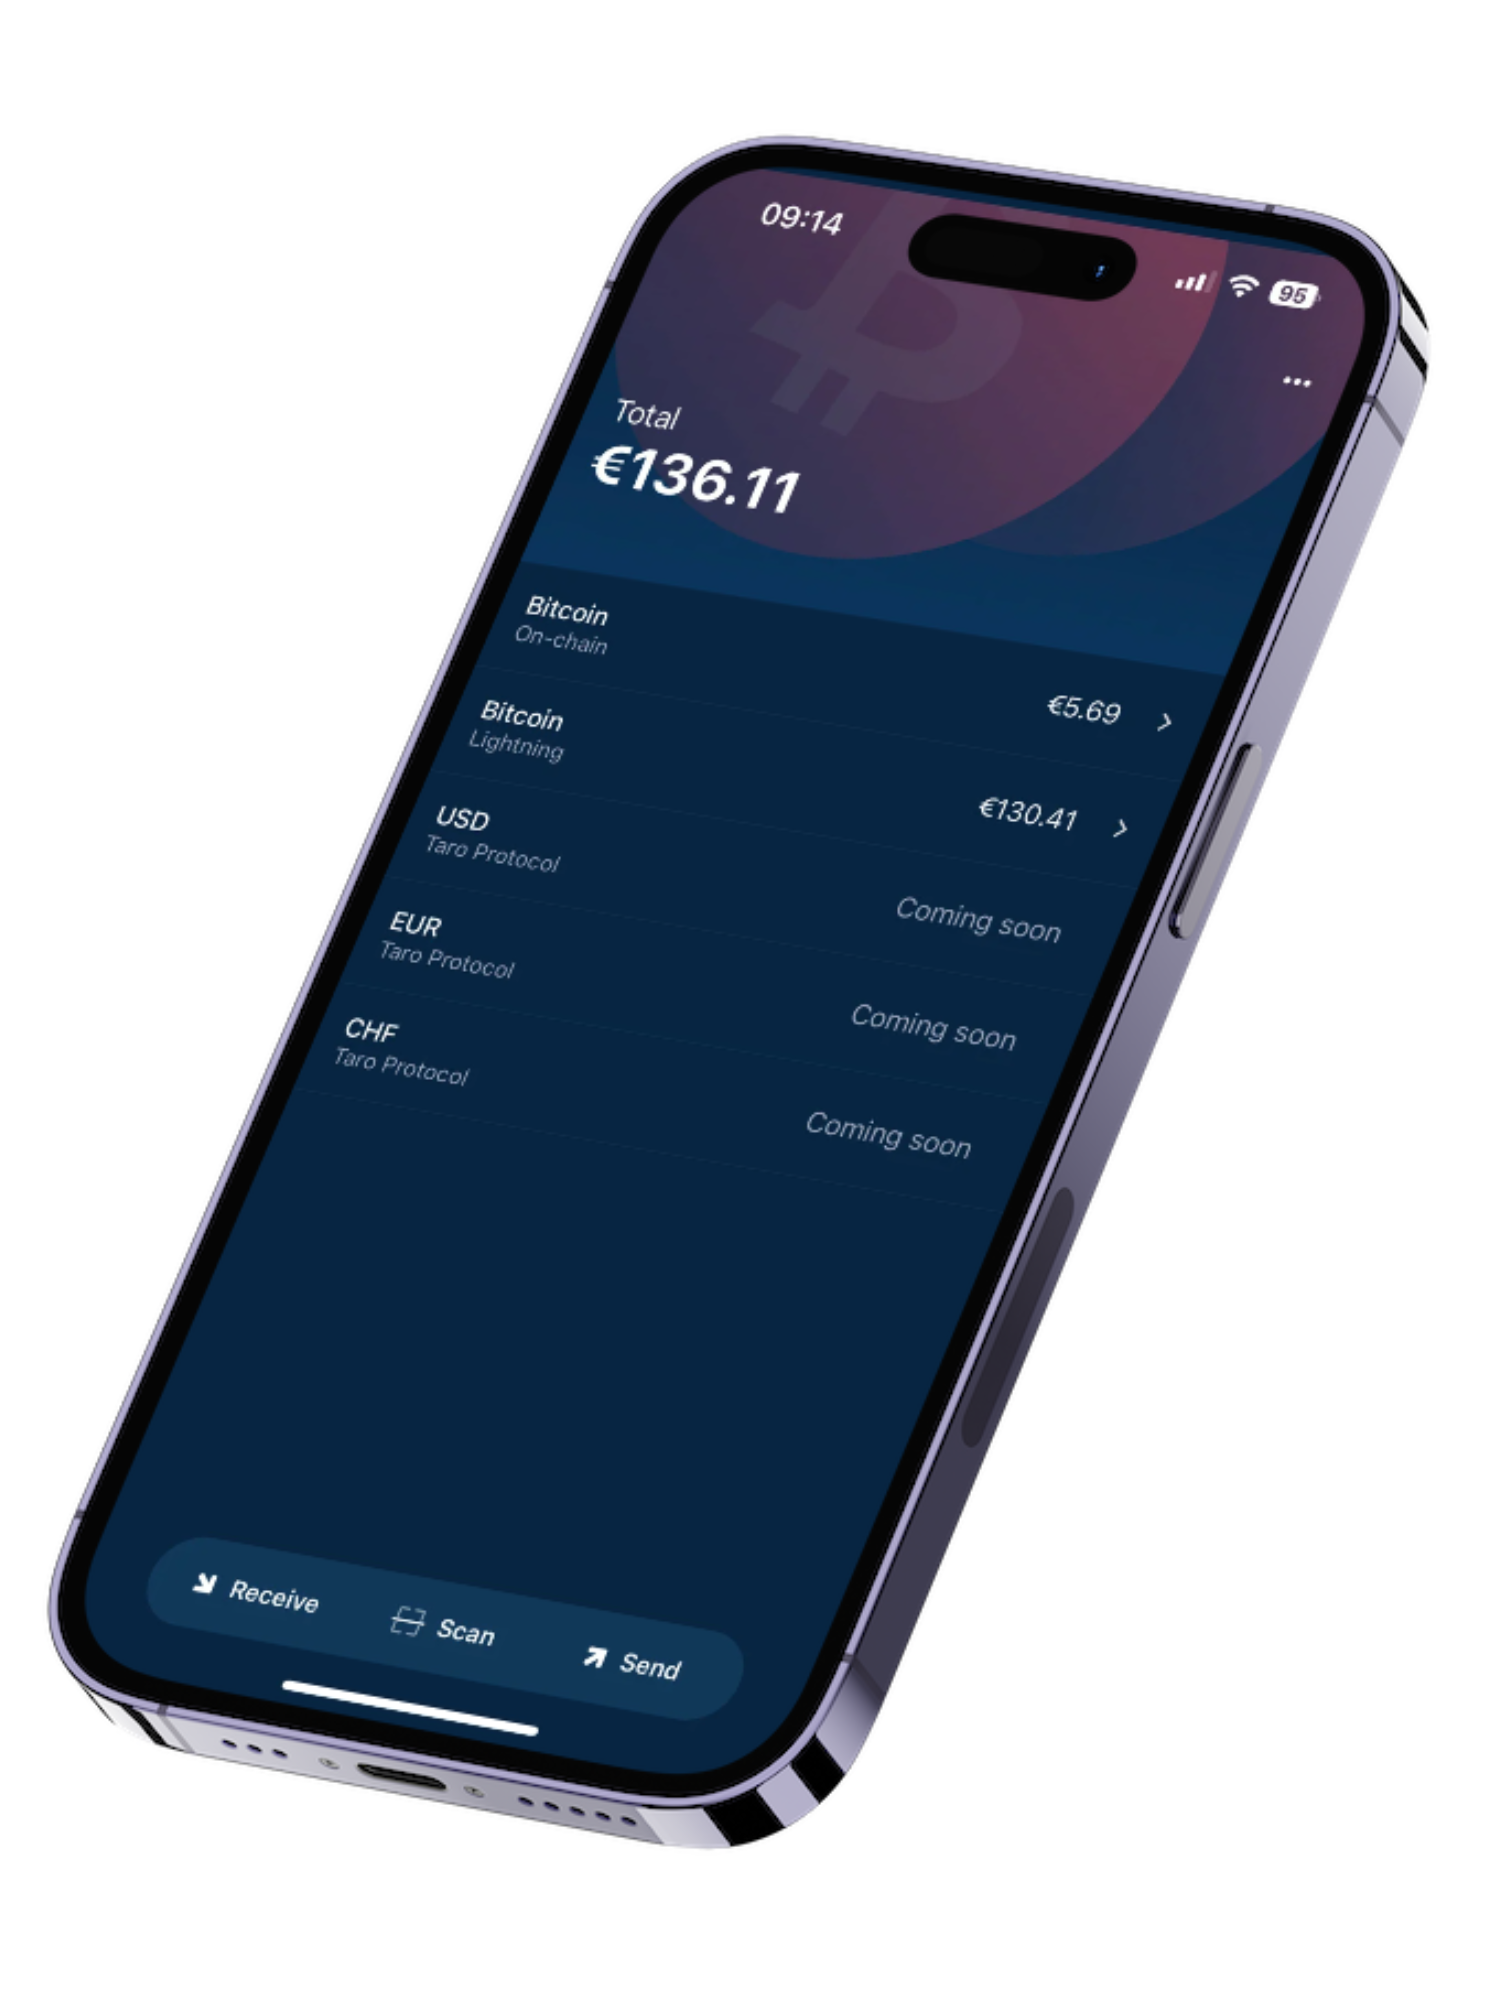 09:14
95
Total
€136.11
Bitcoin
On-chain
€5.69
Bitcoin
Lightning
€130.41
USD
Taro Protocol
Coming soon
EUR
Taro Protocol
Coming soon
CHF
Taro Protocol
Coming soon
Receive
Scan
Send